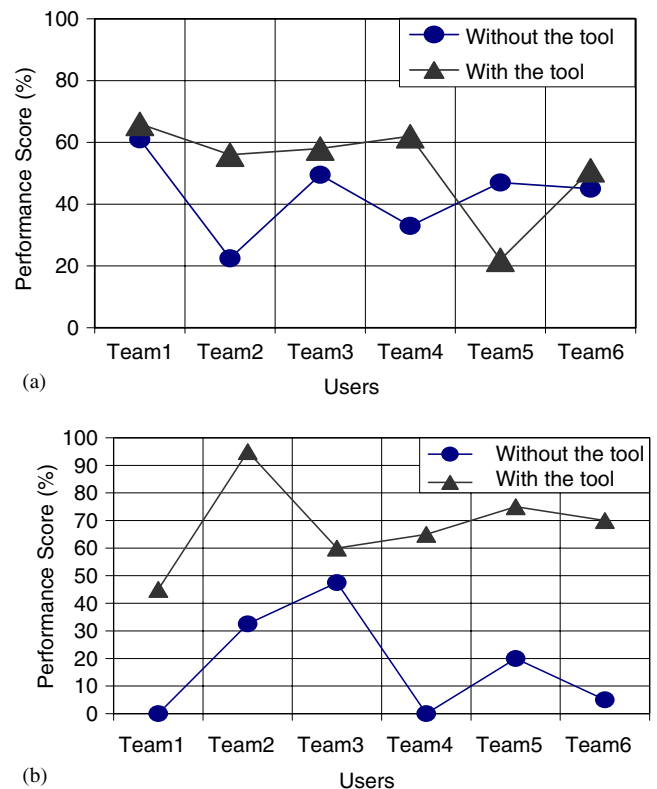 100
80
60
40
20
0
Performance Score (%)
Without the tool
With the tool
Team1 Team2 Team3 Team4 Team5 Team6
Users
(a)
100
90
80
70
60
50
40
30
20
10
0
Performance Score (%)
Without the tool
With the tool
Team1 Team2 Team3 Team4 Team5 Team6
Users
(b)